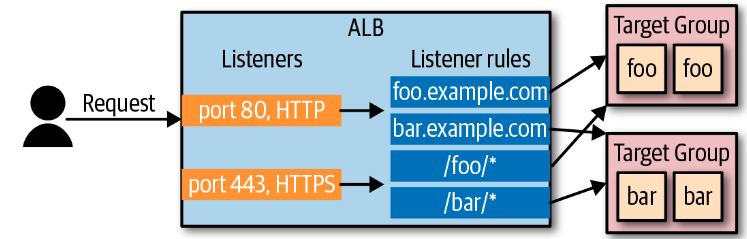 Request
ALB
Listeners
port 80, HTTP
port 443, HTTPS
Listener rules
foo.example.com
bar.example.com
/foo/*
/bar/*
Target Group
foo foo
Target Group
bar bar